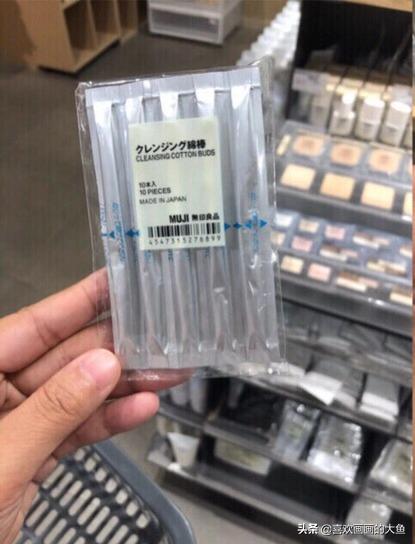 クレンジング綿棒
CLEANSING COTTON BUDS
10本入
10 PIECES
MADE IN JAPAN
MUJI 無印良品
4547315278899
头条 @喜欢画画的大鱼